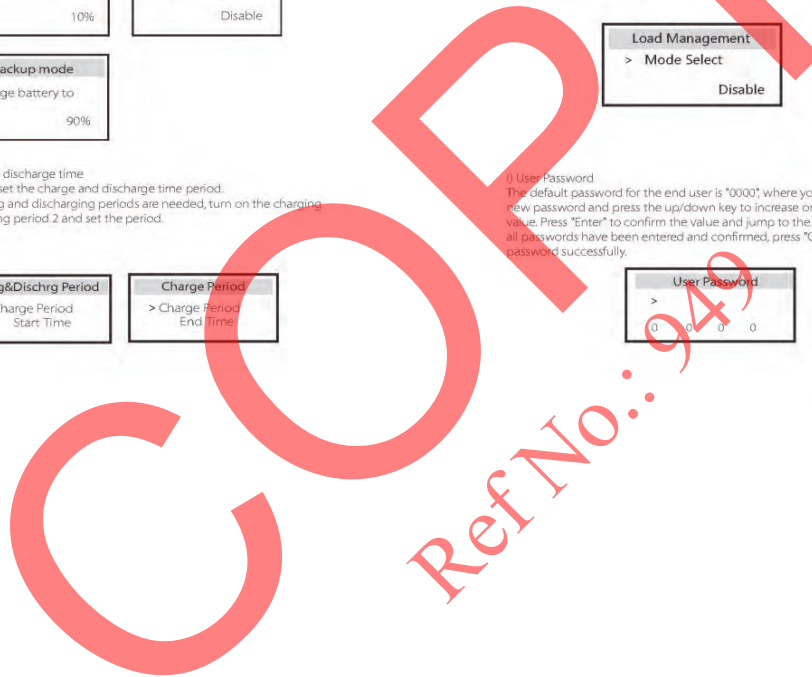 10%
Disable
ackup mode
ge battery to
90%
discharge time
set the charge and discharge time period.
g and discharging periods are needed, turn on the charging
ng period 2 and set the period.
g&Dischrg Period
harge Period
Start Time
Charge Period
> Charge Period
End Time
Load Management
> Mode Select
Disable
I) User Password
The default password for the end user is "0000", where yo
new password and press the up/down key to increase or
value. Press "Enter" to confirm the value and jump to the
all passwords have been entered and confirmed, press "O
password successfully.
User Password
>
0 0 0 0
COP
Ref No.: 949